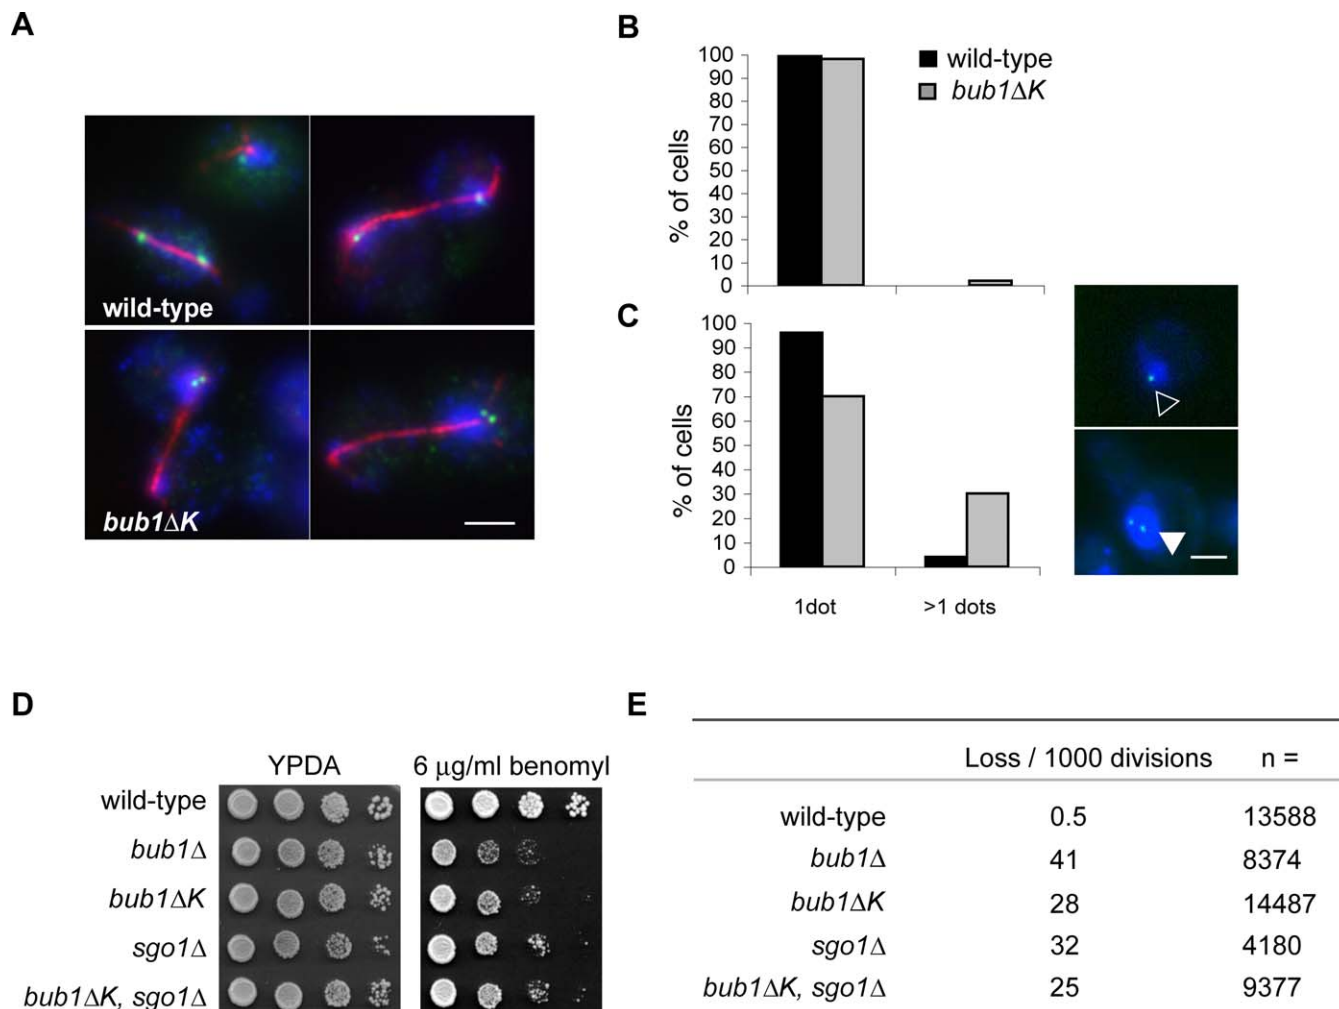 A
wild-type
bub1ΔK
B
% of cells
100
90
80
70
60
50
40
30
20
10
0
wild-type
bub1ΔK
C
% of cells
100
90
80
70
60
50
40
30
20
10
0
1dot >1 dots
D
YPDA 6 µg/ml benomyl
wild-type
bub1Δ
bub1ΔK
sgo1Δ
bub1ΔK, sgo1Δ
E
Loss / 1000 divisions n =
wild-type 0.5 13588
bub1Δ 41 8374
bub1ΔK 28 14487
sgo1Δ 32 4180
bub1ΔK, sgo1Δ 25 9377